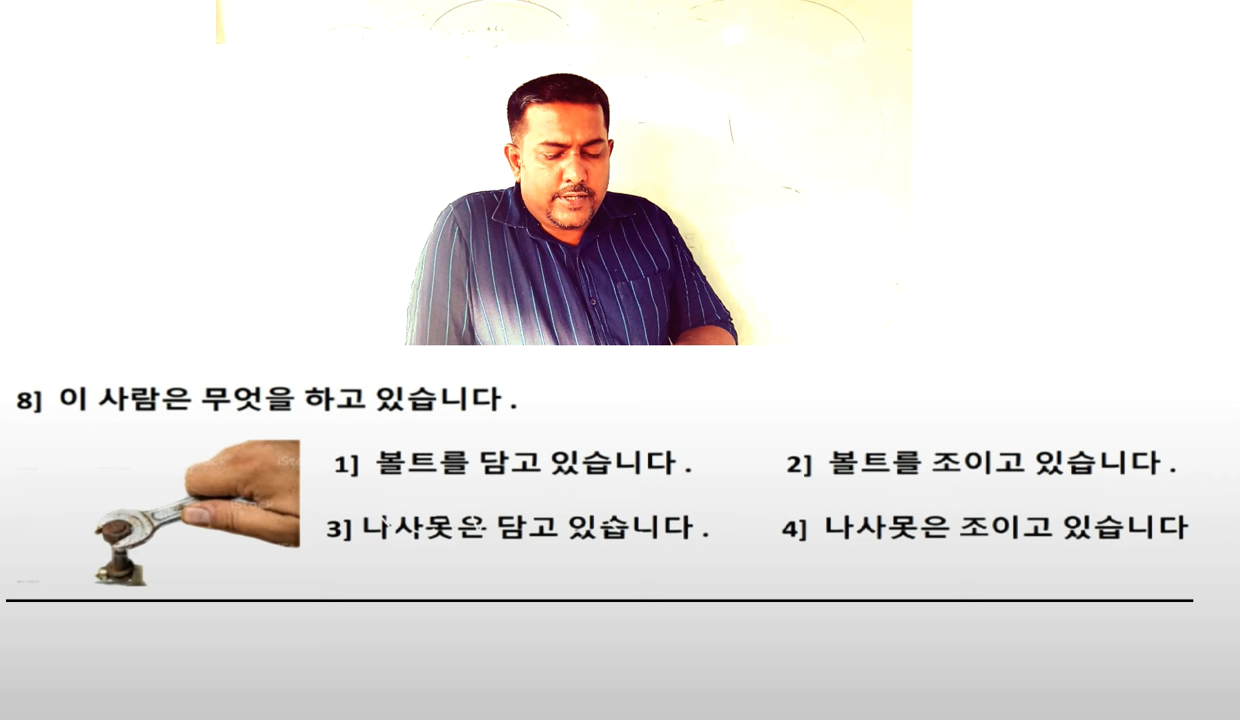 8] 이 사람은 무엇을 하고 있습니다 .
1] 볼트를 담고 있습니다 .
2] 볼트를 조이고 있습니다 .
3] 나사못은 담고 있습니다 .
4] 나사못은 조이고 있습니다